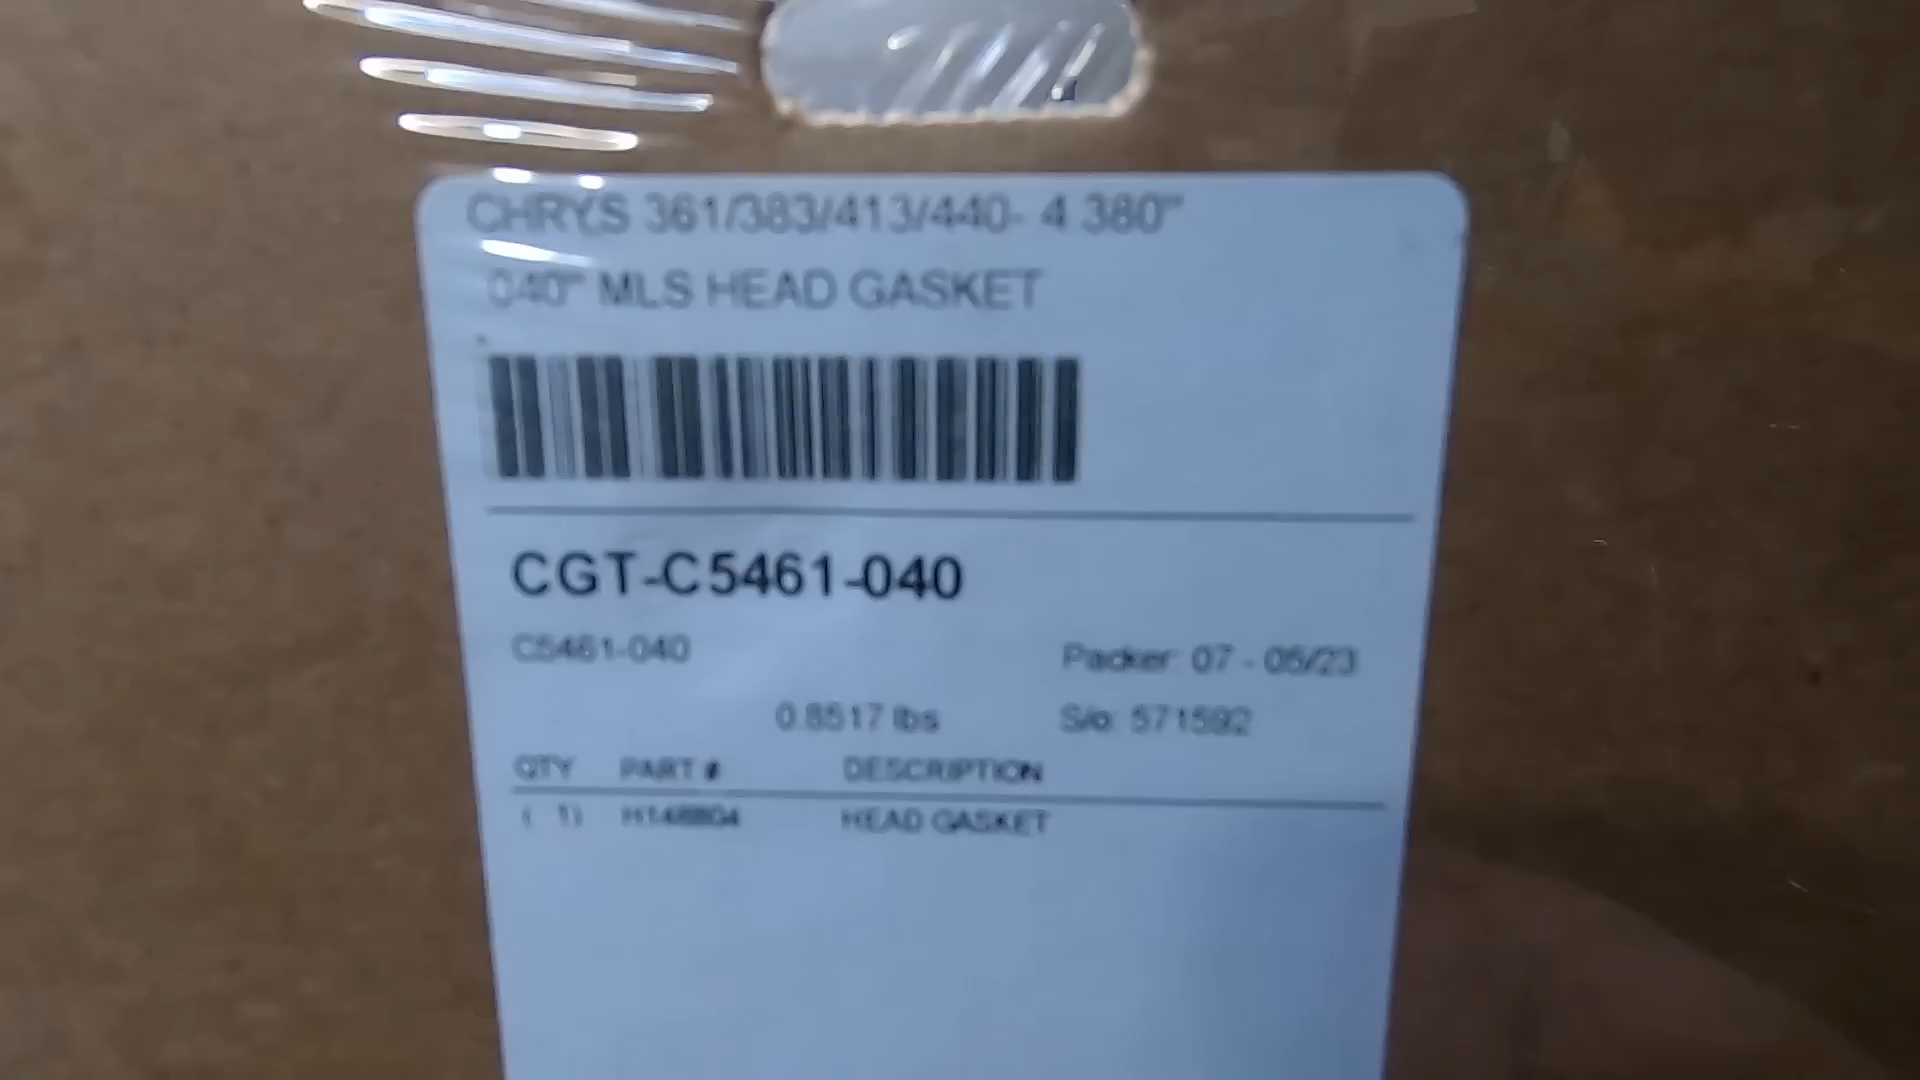 CHRYS 361/383/413/440- 4.380"
.040" MLS HEAD GASKET
CGT-C5461-040
C5461-040
Packer: 07 - 05/23
0.8517 lbs
S/o: 571592
QTY PART # DESCRIPTION
( 1) HEAD GASKET